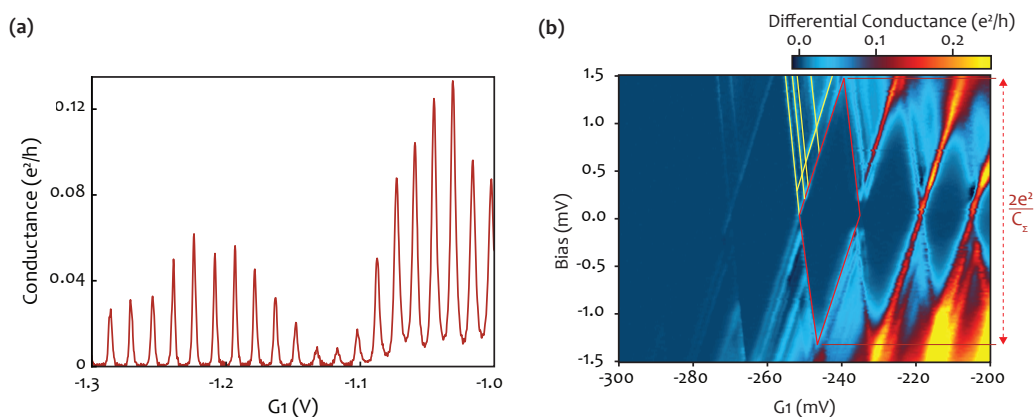 (a)
Conductance (e²/h)
0.12
0.08
0.04
0
-1.3
-1.2
-1.1
-1.0
G1 (V)
(b)
Differential Conductance (e²/h)
0.0
0.1
0.2
Bias (mV)
1.5
1.0
0.5
0.0
-0.5
-1.0
-1.5
-300
-280
-260
-240
-220
-200
G1 (mV)
2e²
C_Σ